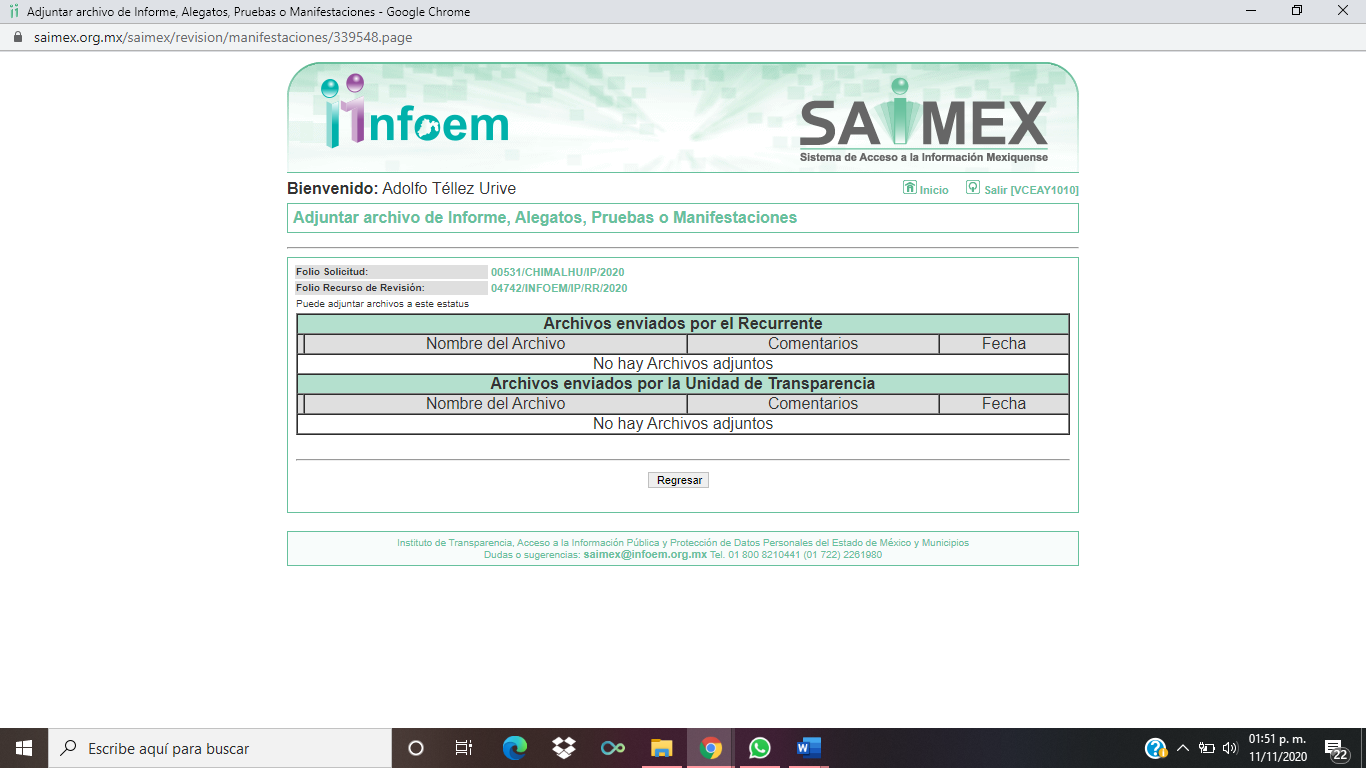 Adjuntar archivo de Informe, Alegatos, Pruebas o Manifestaciones - Google Chrome
saimex.org.mx/saimex/revision/manifestaciones/339548.page
infoem
SAIMEX
Sistema de Acceso a la Información Mexiquense
Bienvenido: Adolfo Téllez Urive
Inicio Salir [VCEAY1010]
Adjuntar archivo de Informe, Alegatos, Pruebas o Manifestaciones
Folio Solicitud: 00531/CHIMALHU/IP/2020
Folio Recurso de Revisión: 04742/INFOEM/IP/RR/2020
Puede adjuntar archivos a este estatus
Archivos enviados por el Recurrente
Nombre del Archivo Comentarios Fecha
No hay Archivos adjuntos
Archivos enviados por la Unidad de Transparencia
Nombre del Archivo Comentarios Fecha
No hay Archivos adjuntos
Regresar
Instituto de Transparencia, Acceso a la Información Pública y Protección de Datos Personales del Estado de México y Municipios
Dudas o sugerencias: saimex@infoem.org.mx Tel. 01 800 8210441 (01 722) 2261980
Escribe aquí para buscar
01:51 p. m.
11/11/2020
22